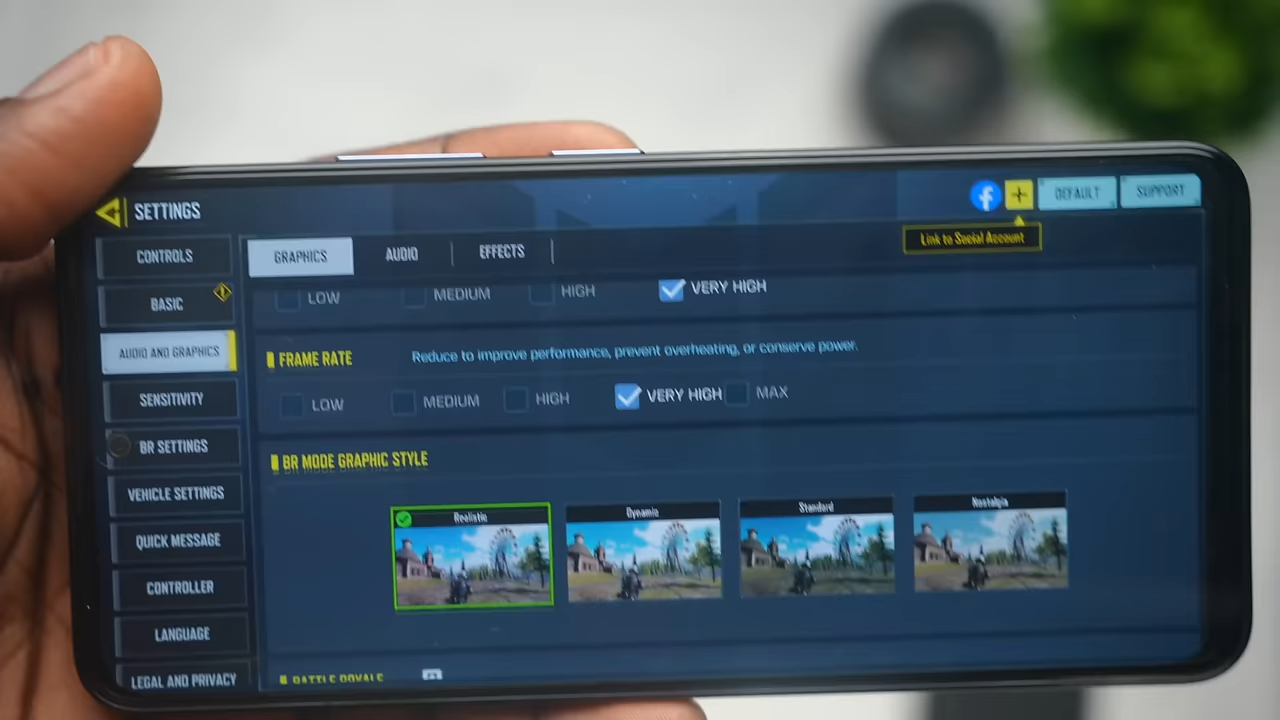 SETTINGS
DEFAULT
SUPPORT
Link to Social Account
CONTROLS
BASIC
AUDIO AND GRAPHICS
SENSITIVITY
BR SETTINGS
VEHICLE SETTINGS
QUICK MESSAGE
CONTROLLER
LANGUAGE
LEGAL AND PRIVACY
GRAPHICS
AUDIO
EFFECTS
LOW MEDIUM HIGH VERY HIGH
FRAME RATE Reduce to improve performance, prevent overheating, or conserve power.
LOW MEDIUM HIGH VERY HIGH MAX
BR MODE GRAPHIC STYLE
Realistic Dynamic Standard Nostalgia
BATTLE ROYALE